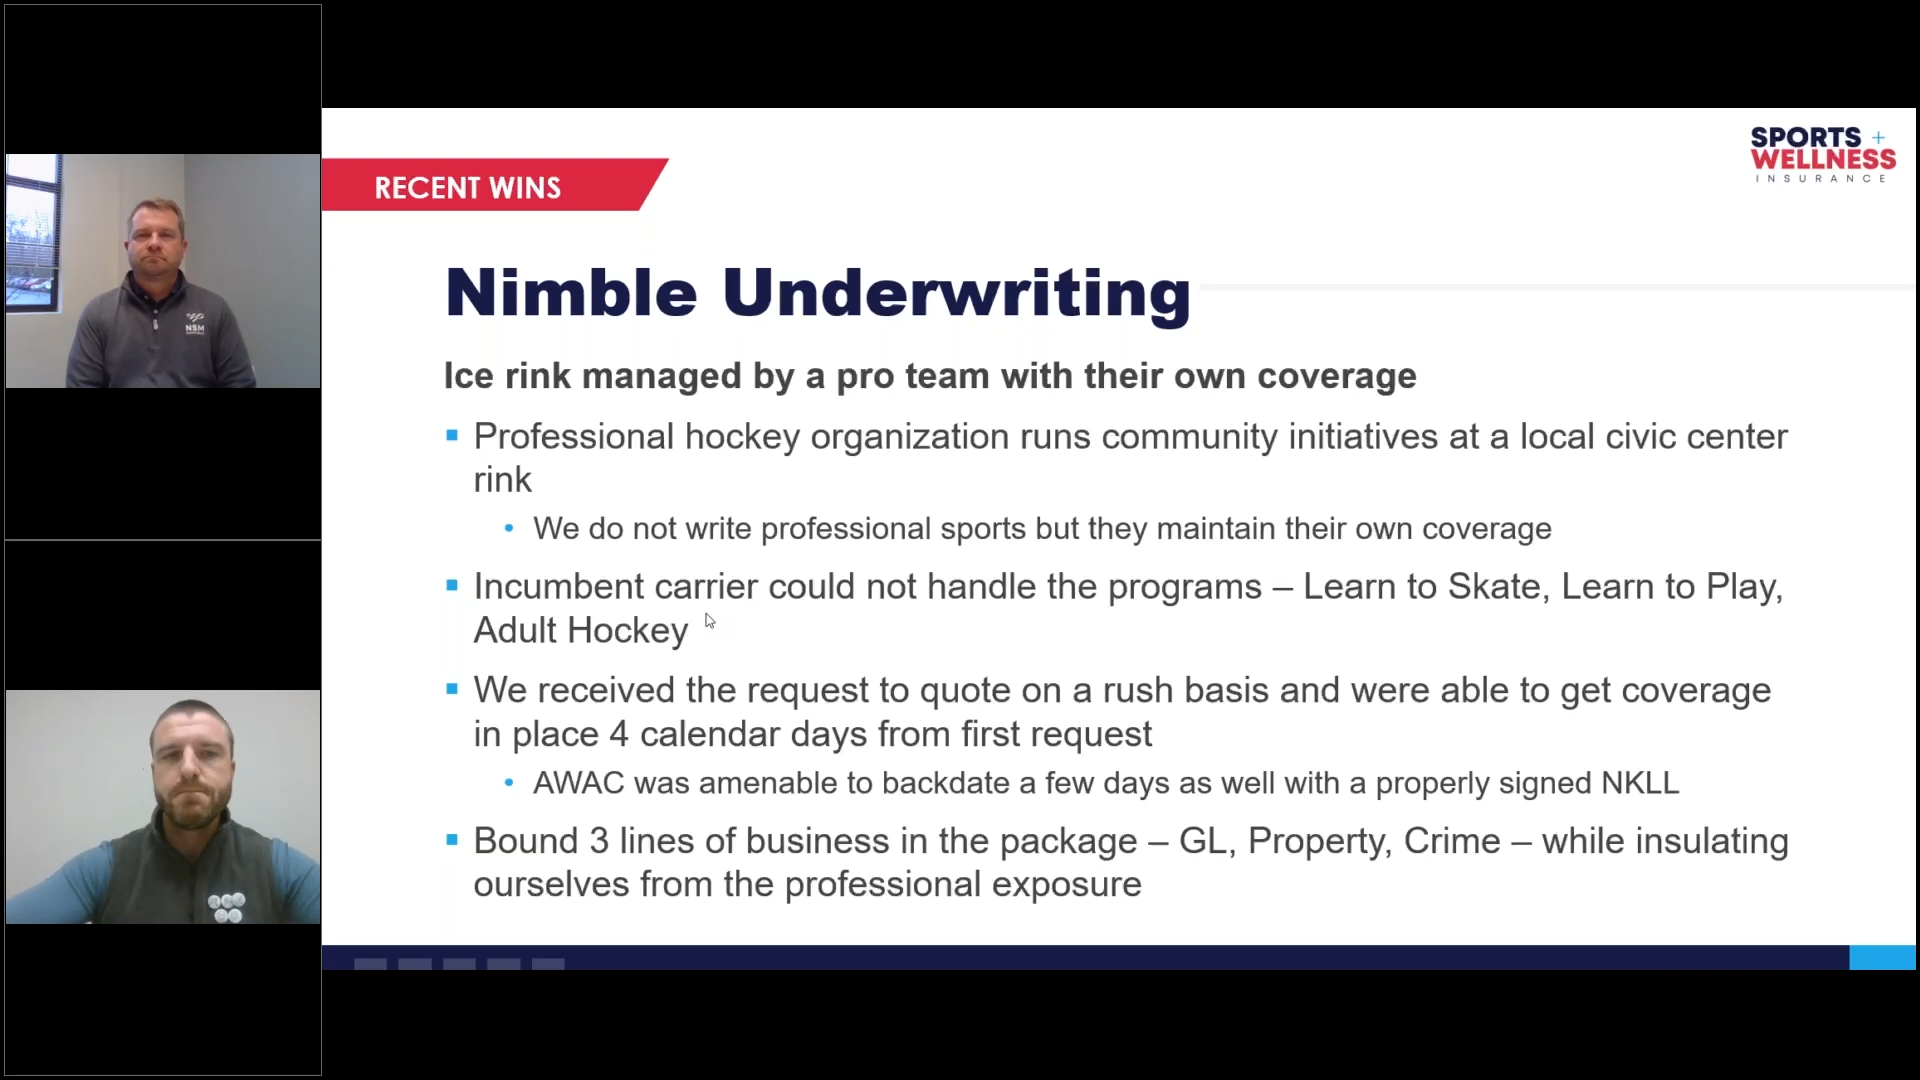 NSM
RECENT WINS
SPORTS +
WELLNESS
INSURANCE
Nimble Underwriting
Ice rink managed by a pro team with their own coverage
Professional hockey organization runs community initiatives at a local civic center
rink
We do not write professional sports but they maintain their own coverage
Incumbent carrier could not handle the programs – Learn to Skate, Learn to Play,
Adult Hockey
We received the request to quote on a rush basis and were able to get coverage
in place 4 calendar days from first request
AWAC was amenable to backdate a few days as well with a properly signed NKLL
Bound 3 lines of business in the package – GL, Property, Crime – while insulating
ourselves from the professional exposure